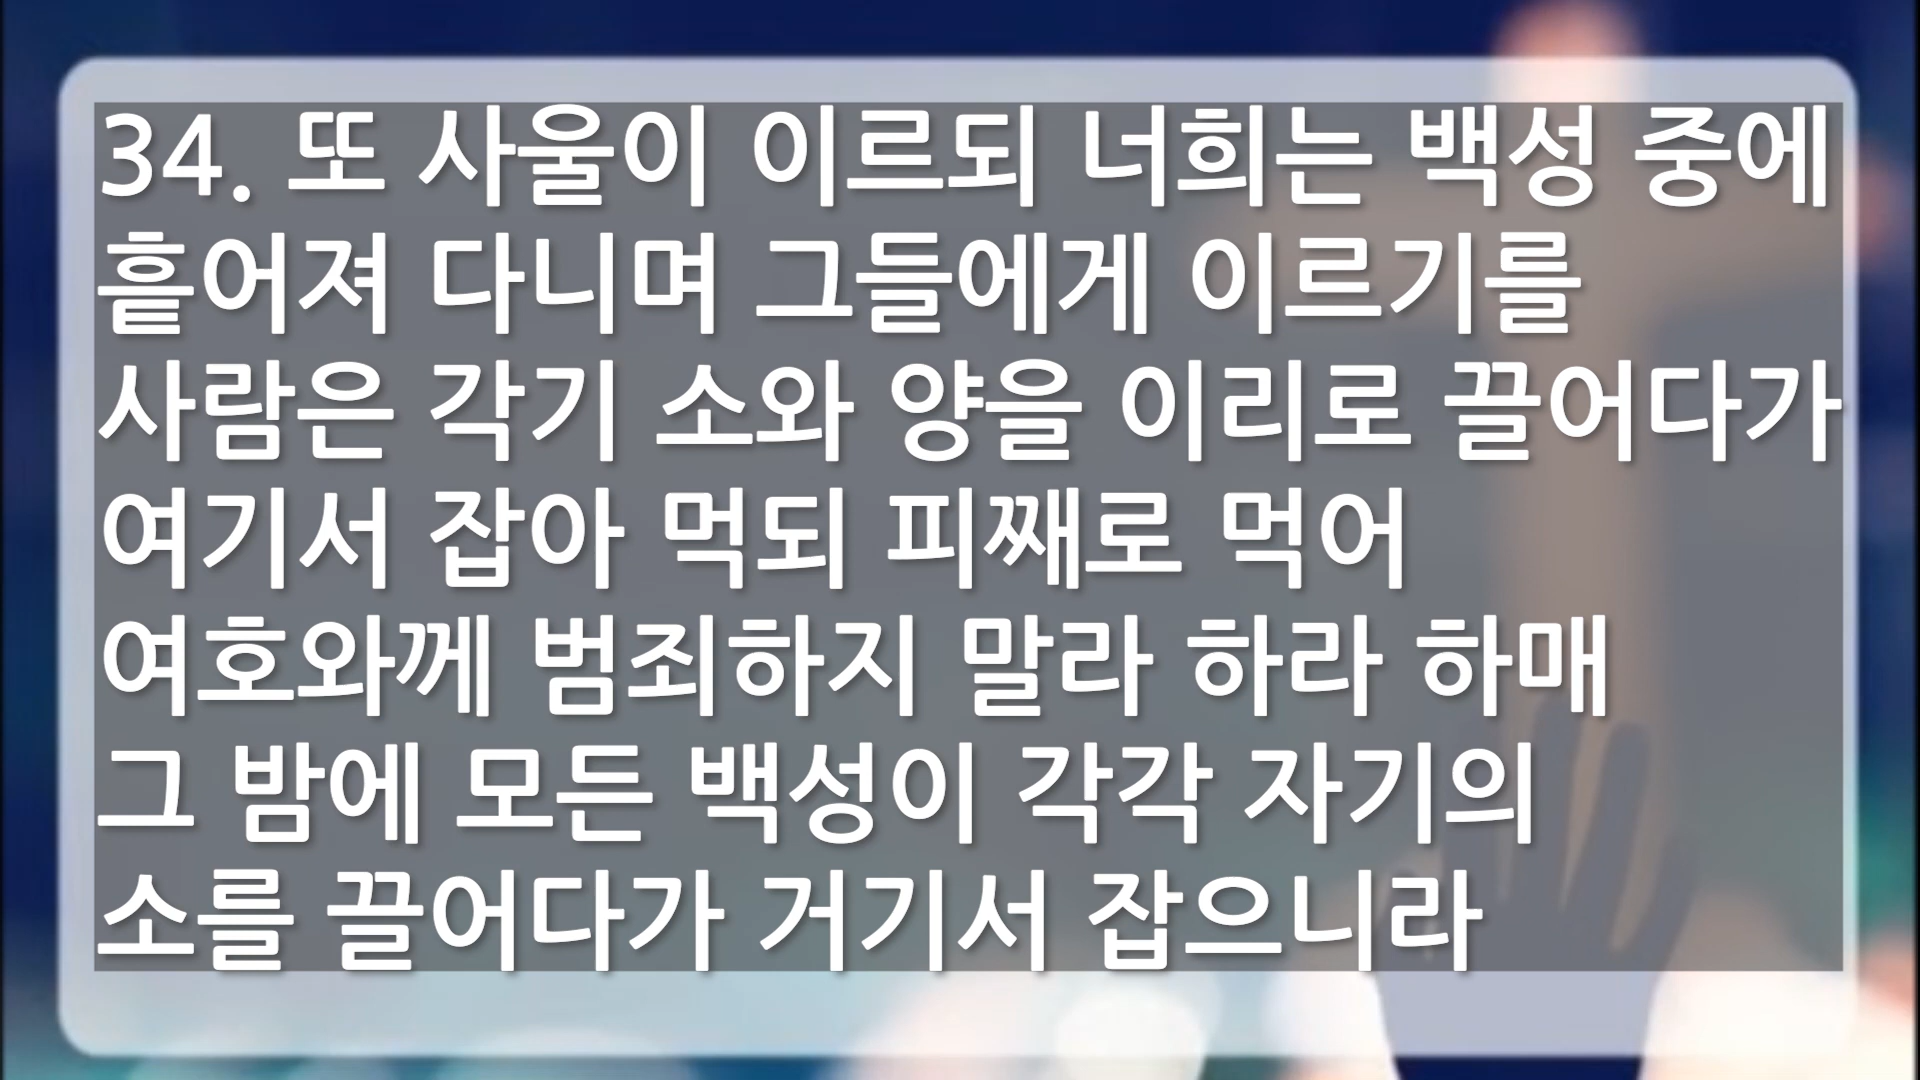 34. 또 사울이 이르되 너희는 백성 중에
흩어져 다니며 그들에게 이르기를
사람은 각기 소와 양을 이리로 끌어다가
여기서 잡아 먹되 피째로 먹어
여호와께 범죄하지 말라 하라 하매
그 밤에 모든 백성이 각각 자기의
소를 끌어다가 거기서 잡으니라